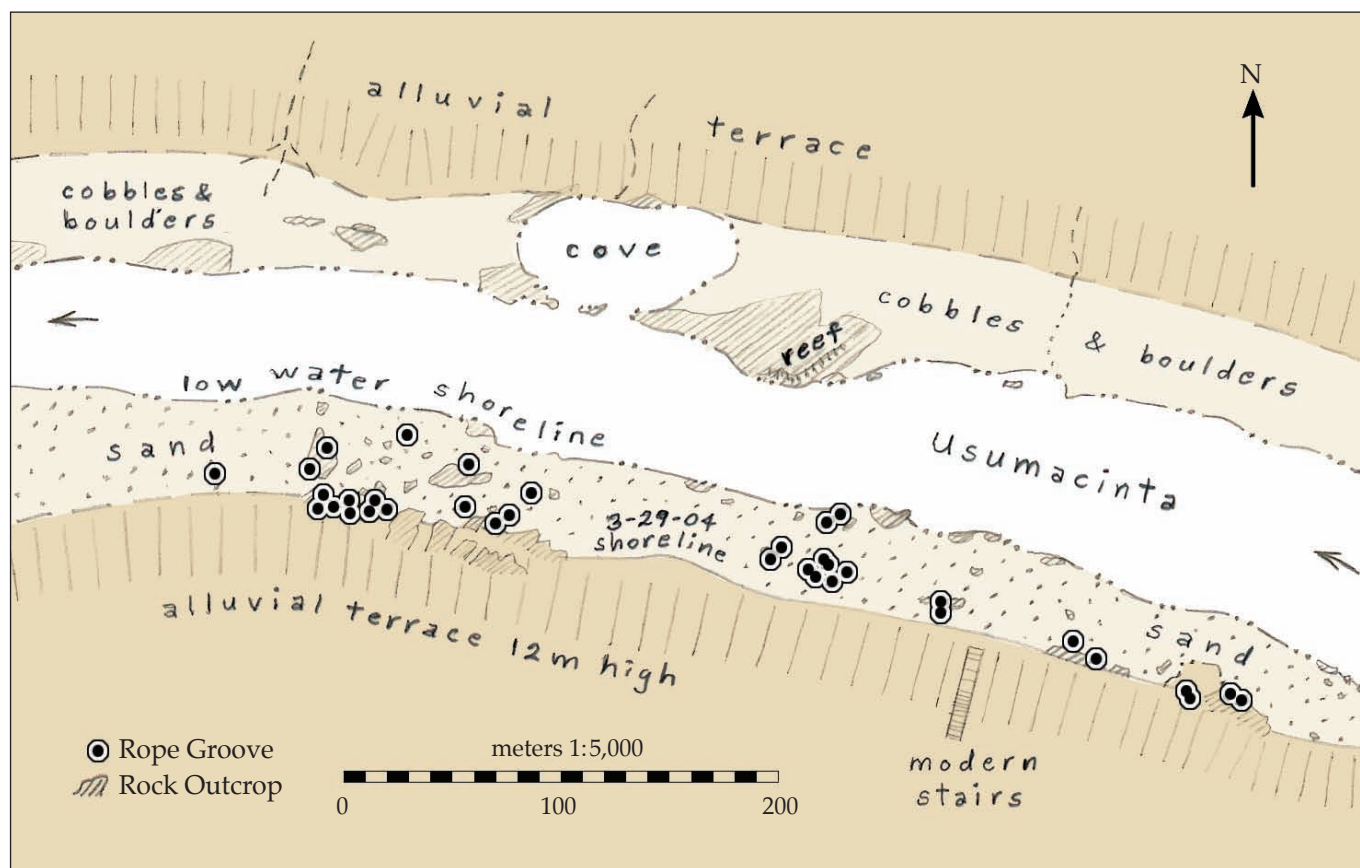 N
alluvial terrace
cobbles &
boulders
cove
cobbles & boulders
reef
low water shoreline
Usumacinta
sand
3-29-04
shoreline
sand
alluvial terrace 12m high
modern
stairs
Rope Groove
Rock Outcrop
meters 1:5,000
0 100 200